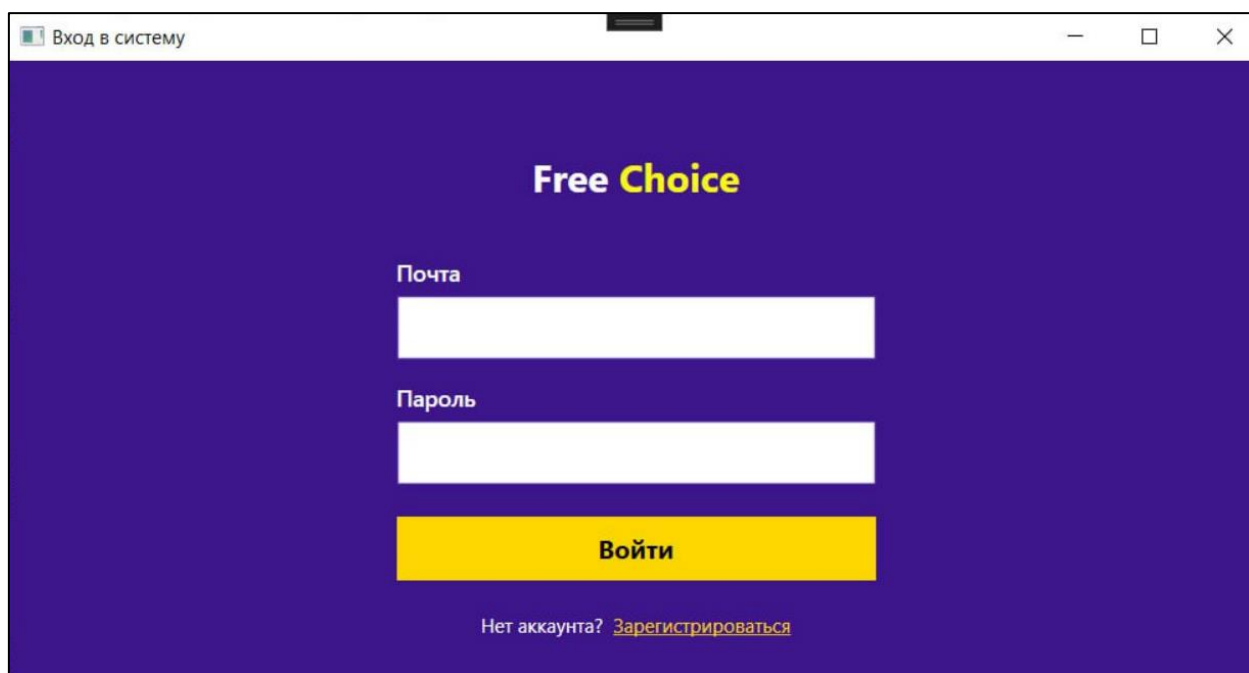 Вход в систему
Free Choice
Почта
Пароль
Войти
Нет аккаунта? Зарегистрироваться